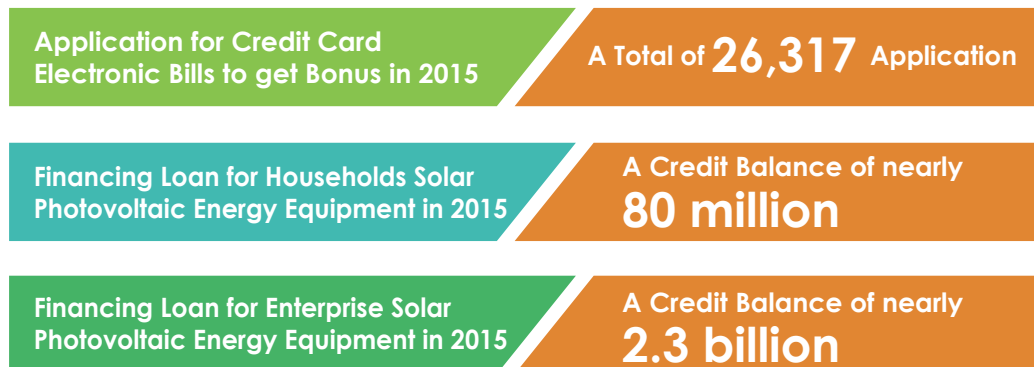 Application for Credit Card
Electronic Bills to get Bonus in 2015
A Total of 26,317 Application
Financing Loan for Households Solar
Photovoltaic Energy Equipment in 2015
A Credit Balance of nearly
80 million
Financing Loan for Enterprise Solar
Photovoltaic Energy Equipment in 2015
A Credit Balance of nearly
2.3 billion